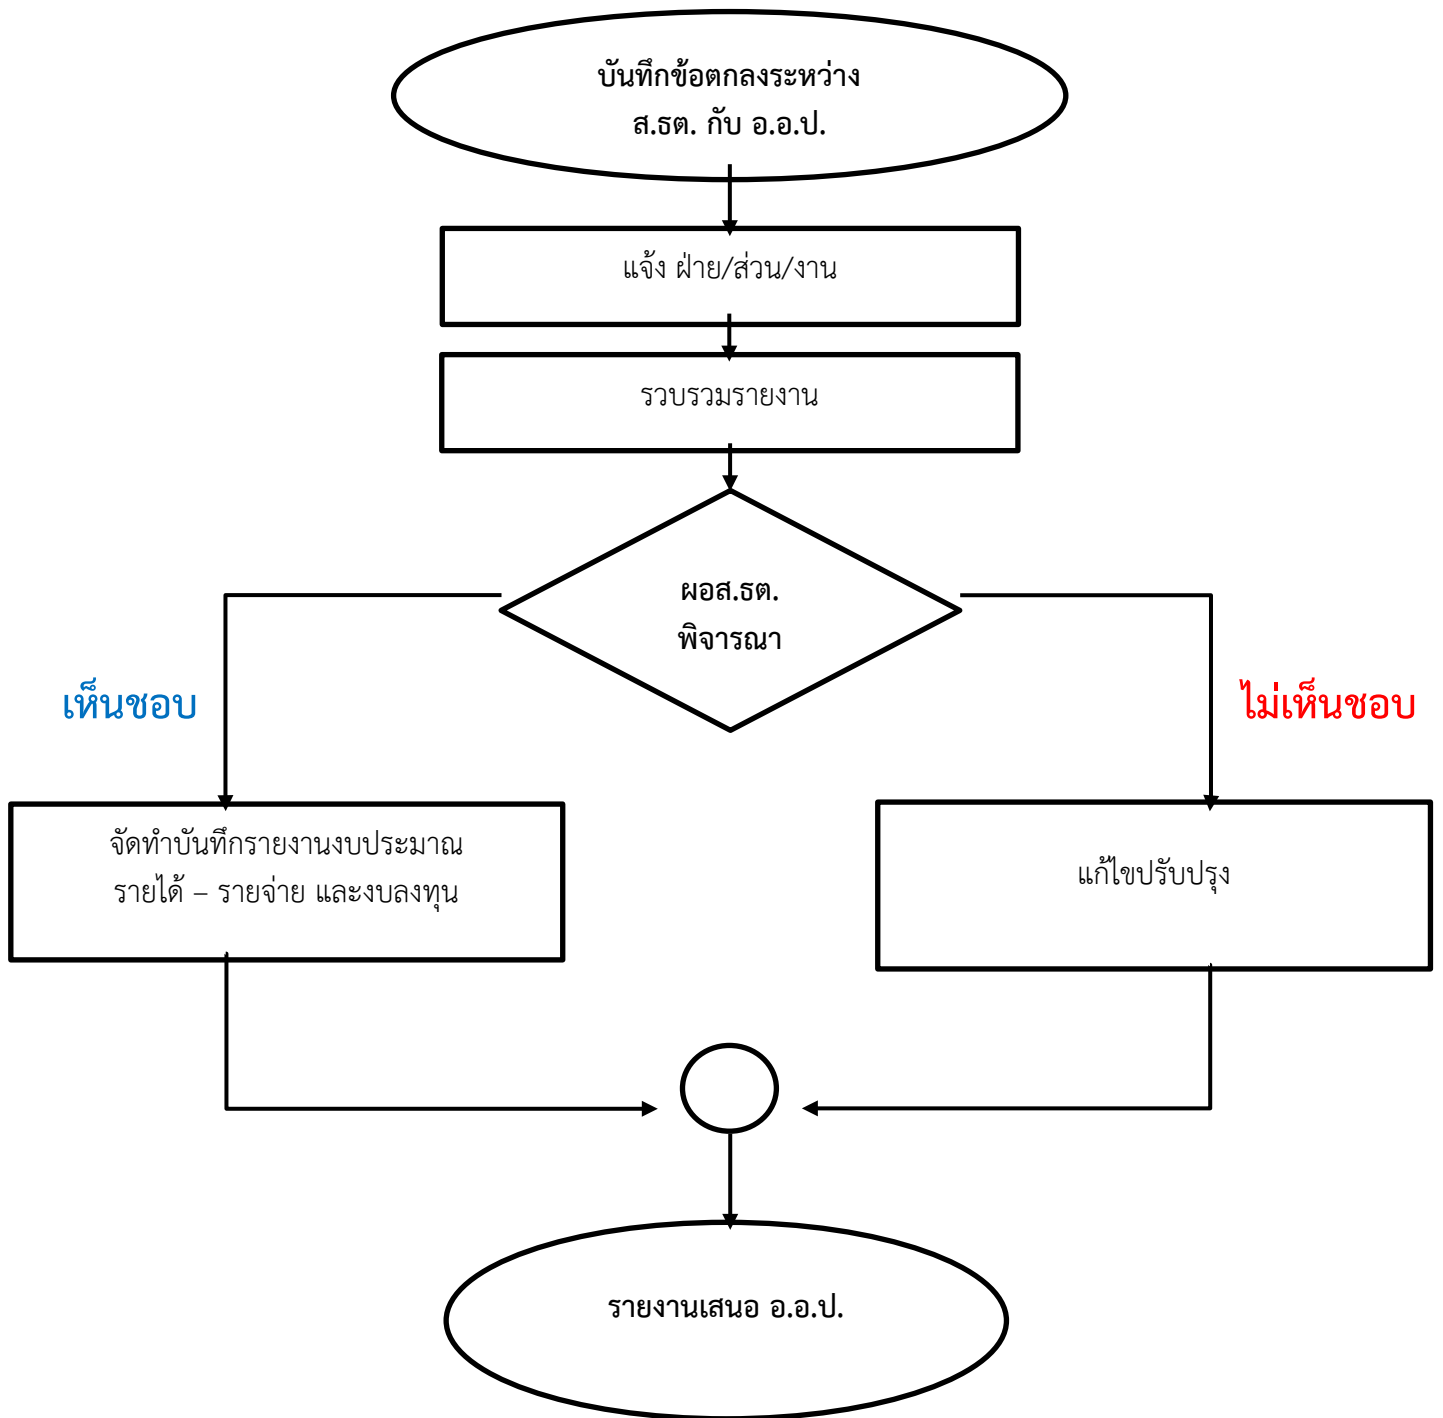 บันทึกข้อตกลงระหว่าง
ส.ธต. กับ อ.อ.ป.
แจ้ง ฝ่าย/ส่วน/งาน
รวบรวมรายงาน
ผอส.ธต.
พิจารณา
เห็นชอบ
ไม่เห็นชอบ
จัดทำบันทึกรายงานงบประมาณ
รายได้ – รายจ่าย และงบลงทุน
แก้ไขปรับปรุง
รายงานเสนอ อ.อ.ป.